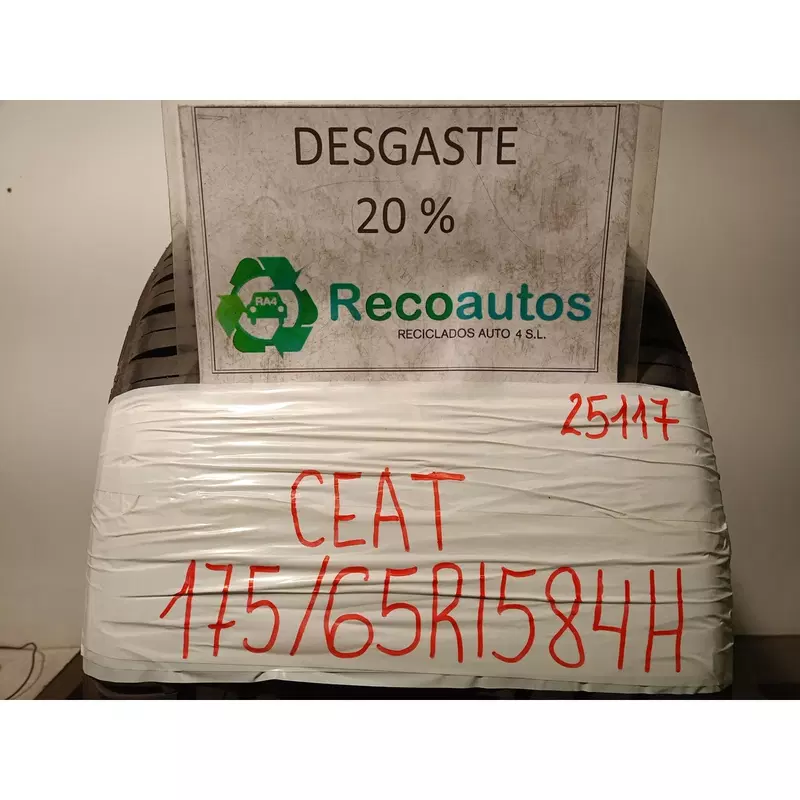 DESGASTE
20 %
RA4
Recoautos
RECICLADOS AUTO 4 S.L.
25117
CEAT
175/65R1584H